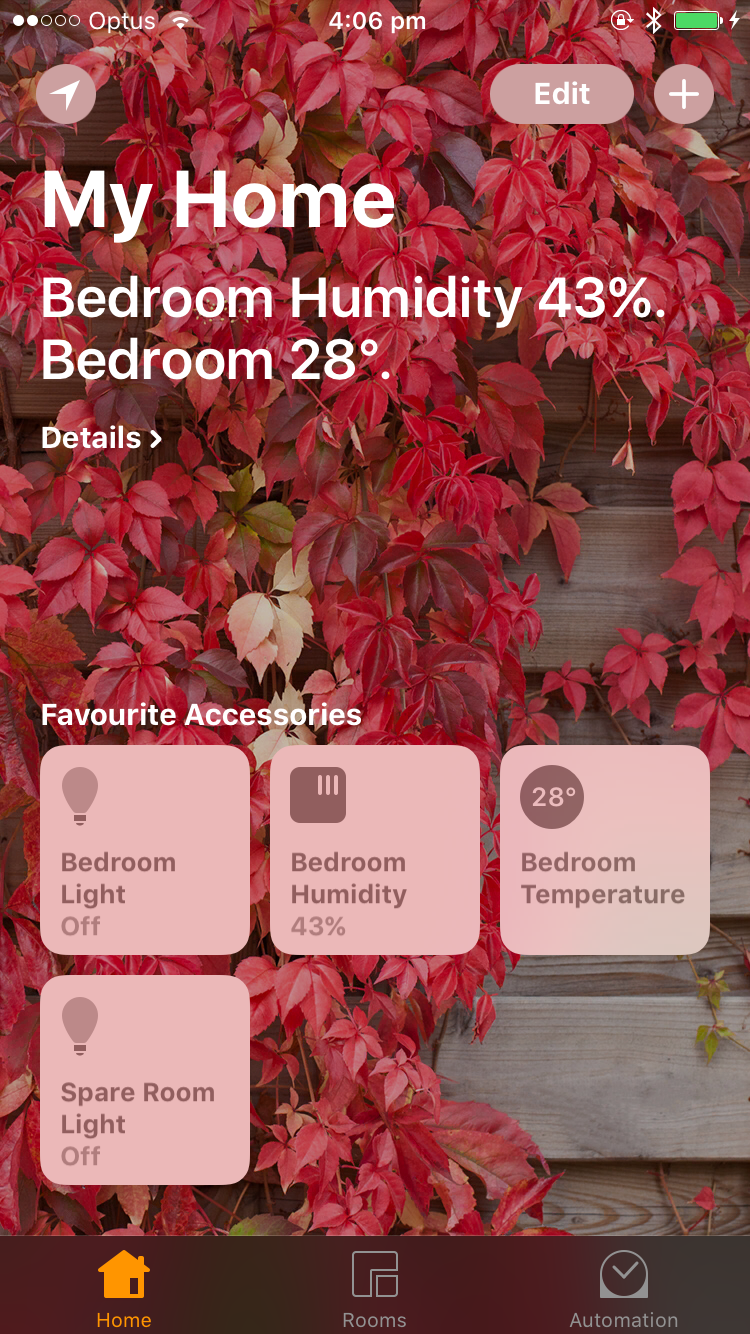 Optus 4:06 pm
Edit
My Home
Bedroom Humidity 43%.
Bedroom 28°.
Details
Favourite Accessories
Bedroom
Light
Off
Bedroom
Humidity
43%
28°
Bedroom
Temperature
Spare Room
Light
Off
Home Rooms Automation